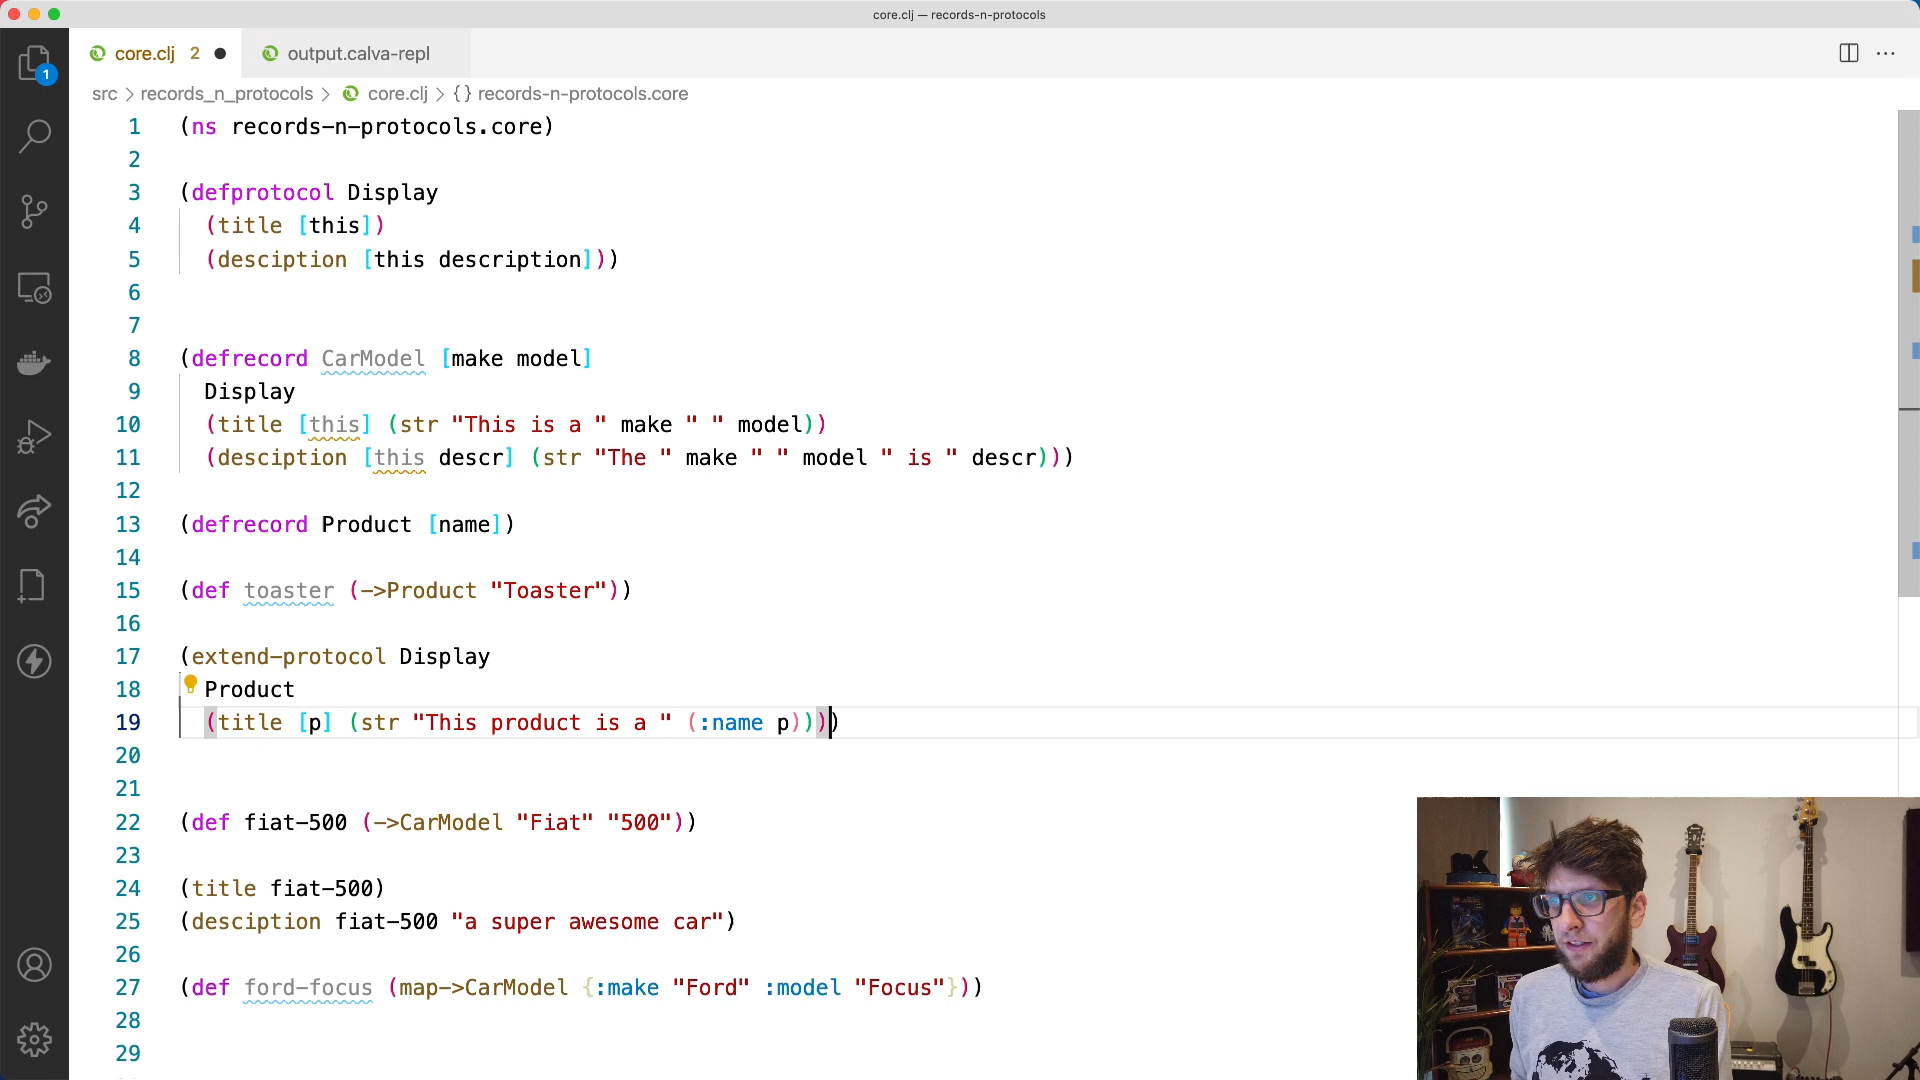 core.clj — records-n-protocols
core.clj 2 output.calva-repl
1
src > records_n_protocols > core.clj > {} records-n-protocols.core
1 (ns records-n-protocols.core)
2
3 (defprotocol Display
4 (title [this])
5 (desciption [this description]))
6
7
8 (defrecord CarModel [make model]
9 Display
10 (title [this] (str "This is a " make " " model))
11 (desciption [this descr] (str "The " make " " model " is " descr)))
12
13 (defrecord Product [name])
14
15 (def toaster (->Product "Toaster"))
16
17 (extend-protocol Display
18 Product
19 (title [p] (str "This product is a " (:name p))))
20
21
22 (def fiat-500 (->CarModel "Fiat" "500"))
23
24 (title fiat-500)
25 (desciption fiat-500 "a super awesome car")
26
27 (def ford-focus (map->CarModel {:make "Ford" :model "Focus"}))
28
29